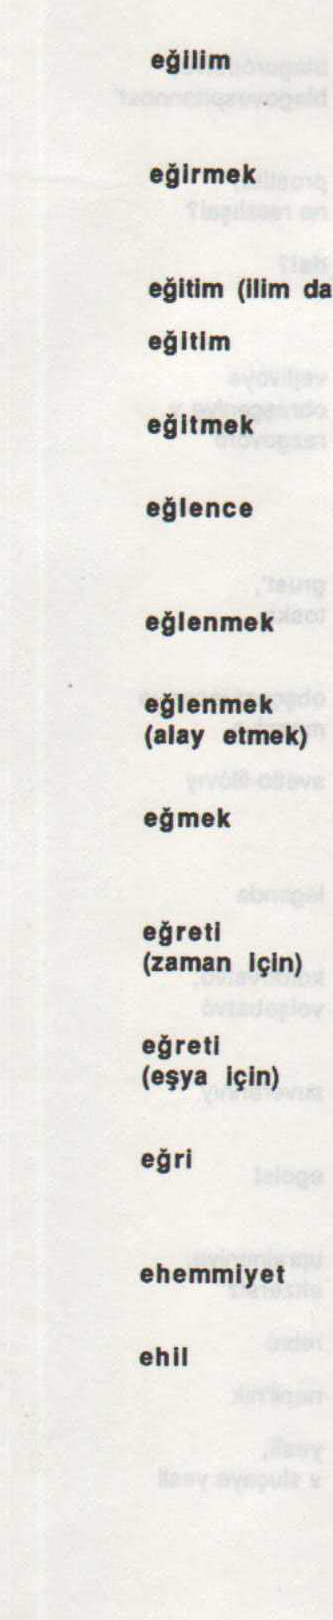 eğilim
eğirmek
eğitim (ilim da
eğitim
eğitmek
eğlence
eğlenmek
eğlenmek
(alay etmek)
eğmek
eğreti
(zaman için)
eğreti
(eşya için)
eğri
ehemmiyet
ehil